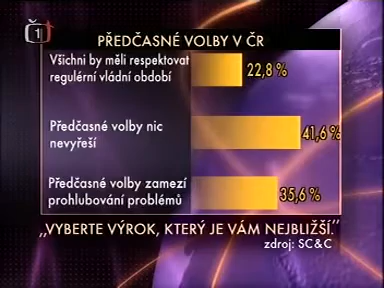 1
PŘEDČASNÉ VOLBY V ČR
Všichni by měli respektovat
regulérní vládní období
22,8 %
Předčasné volby nic
nevyřeší
41,6 %
Předčasné volby zamezí
prohlubování problémů
35,6 %
„VYBERTE VÝROK, KTERÝ JE VÁM NEJBLIŽŠÍ.“
zdroj: SC&C